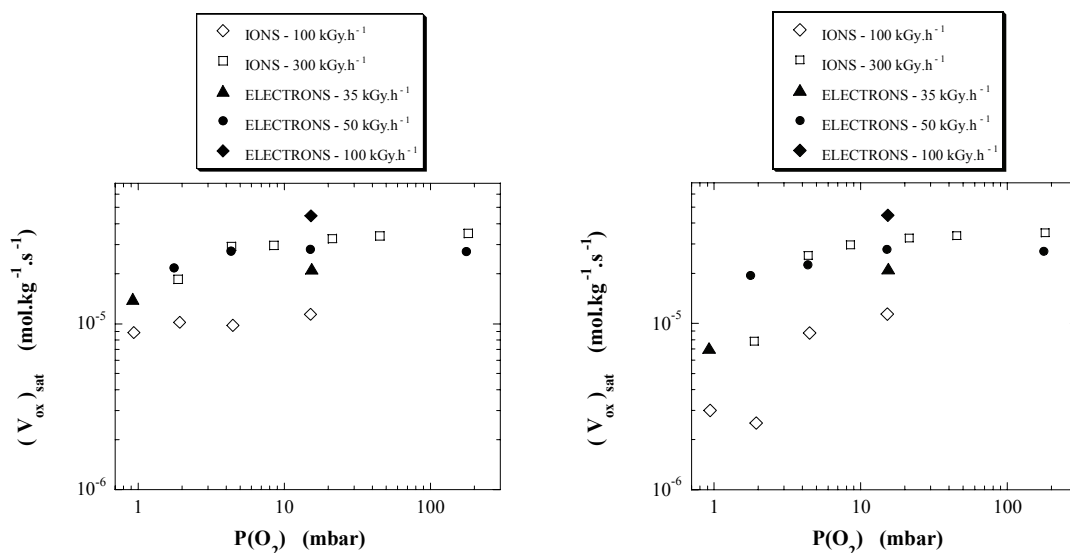 IONS - 100 kGy.h⁻¹
IONS - 300 kGy.h⁻¹
ELECTRONS - 35 kGy.h⁻¹
ELECTRONS - 50 kGy.h⁻¹
ELECTRONS - 100 kGy.h⁻¹
(V_ox)_sat (mol.kg⁻¹.s⁻¹)
10⁻⁵
10⁻⁶
1 10 100
P(O₂) (mbar)
IONS - 100 kGy.h⁻¹
IONS - 300 kGy.h⁻¹
ELECTRONS - 35 kGy.h⁻¹
ELECTRONS - 50 kGy.h⁻¹
ELECTRONS - 100 kGy.h⁻¹
(V_ox)_sat (mol.kg⁻¹.s⁻¹)
10⁻⁵
10⁻⁶
1 10 100
P(O₂) (mbar)